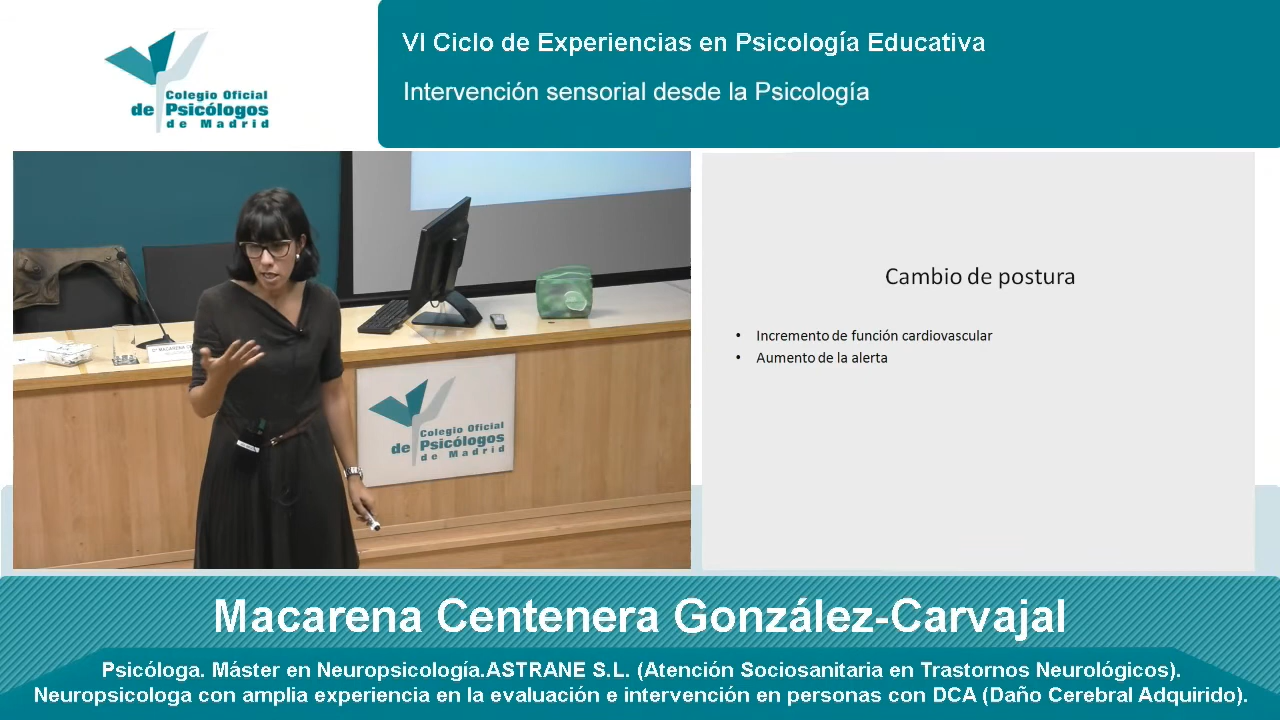 VI Ciclo de Experiencias en Psicología Educativa
Intervención sensorial desde la Psicología
Colegio Oficial
de Psicólogos
de Madrid
Cambio de postura
• Incremento de función cardiovascular
• Aumento de la alerta
Colegio Oficial
de Psicólogos
de Madrid
Macarena Centenera González-Carvajal
Psicóloga. Máster en Neuropsicología.ASTRANE S.L. (Atención Sociosanitaria en Trastornos Neurológicos).
Neuropsicologa con amplia experiencia en la evaluación e intervención en personas con DCA (Daño Cerebral Adquirido).